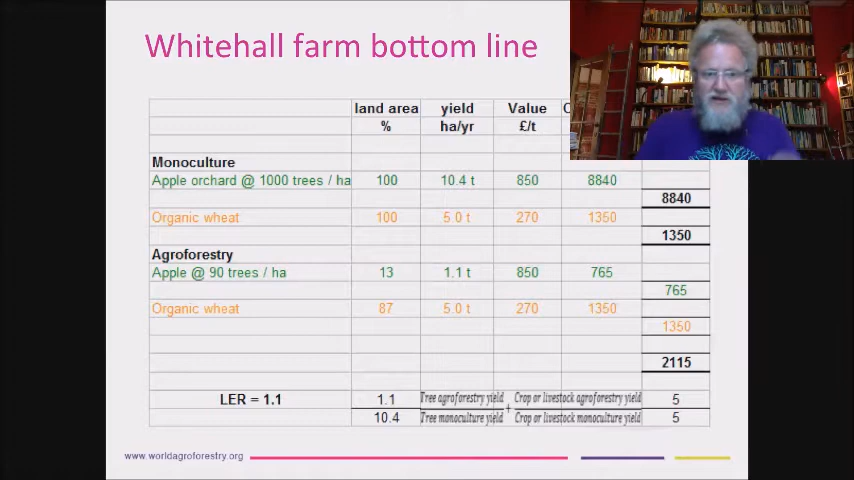 Whitehall farm bottom line
land area yield Value
% ha/yr £/t
Monoculture
Apple orchard @ 1000 trees / ha 100 10.4 t 850 8840
8840
Organic wheat 100 5.0 t 270 1350
1350
Agroforestry
Apple @ 90 trees / ha 13 1.1 t 850 765
765
Organic wheat 87 5.0 t 270 1350
1350
2115
LER = 1.1 1.1 Tree agroforestry yield + Crop or livestock agroforestry yield 5
10.4 Tree monoculture yield Crop or livestock monoculture yield 5
www.worldagroforestry.org